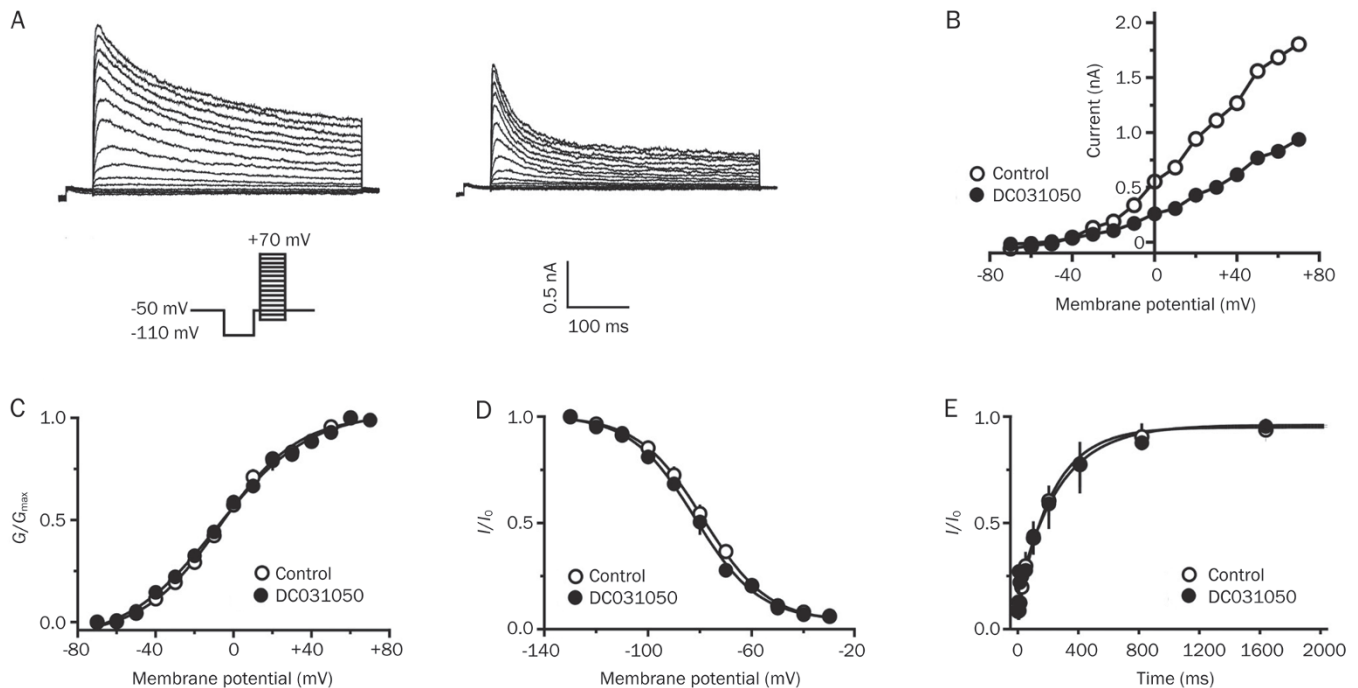 A
+70 mV
-50 mV
-110 mV
0.5 nA
100 ms
B
2.0
1.5
1.0
0.5
0
Current (nA)
Control
DC031050
-80
-40
0
+40
+80
Membrane potential (mV)
C
1.0
0.5
0.0
G/Gmax
Control
DC031050
-80
-40
0
+40
+80
Membrane potential (mV)
D
1.0
0.5
0.0
I/I0
Control
DC031050
-140
-100
-60
-20
Membrane potential (mV)
E
1.0
0.5
0.0
I/I0
Control
DC031050
0
400
800
1200
1600
2000
Time (ms)